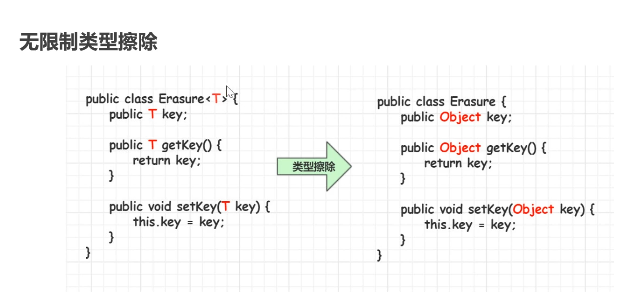 无限制类型擦除
public class Erasure<T> {
public T key;
public T getKey() {
return key;
}
public void setKey(T key) {
this.key = key;
}
}
类型擦除
public class Erasure {
public Object key;
public Object getKey() {
return key;
}
public void setKey(Object key) {
this.key = key;
}
}